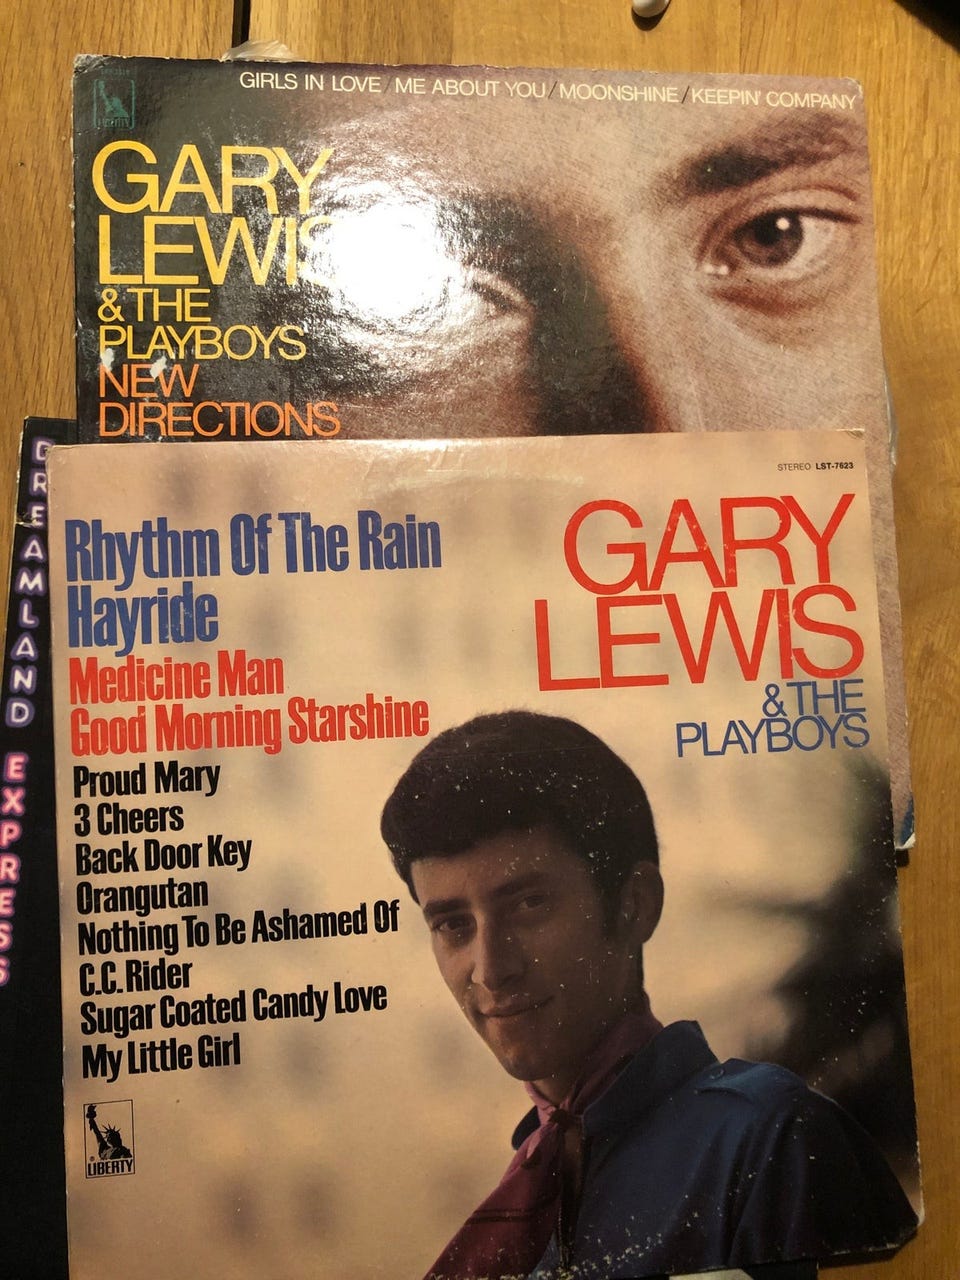 GIRLS IN LOVE / ME ABOUT YOU / MOONSHINE / KEEPIN' COMPANY
LIBERTY
GARY
LEWIS
& THE
PLAYBOYS
NEW
DIRECTIONS
DREAMLAND EXPRESS
STEREO LST-7623
GARY
LEWIS
& THE
PLAYBOYS
Rhythm Of The Rain
Hayride
Medicine Man
Good Morning Starshine
Proud Mary
3 Cheers
Back Door Key
Orangutan
Nothing To Be Ashamed Of
C.C. Rider
Sugar Coated Candy Love
My Little Girl
® LIBERTY